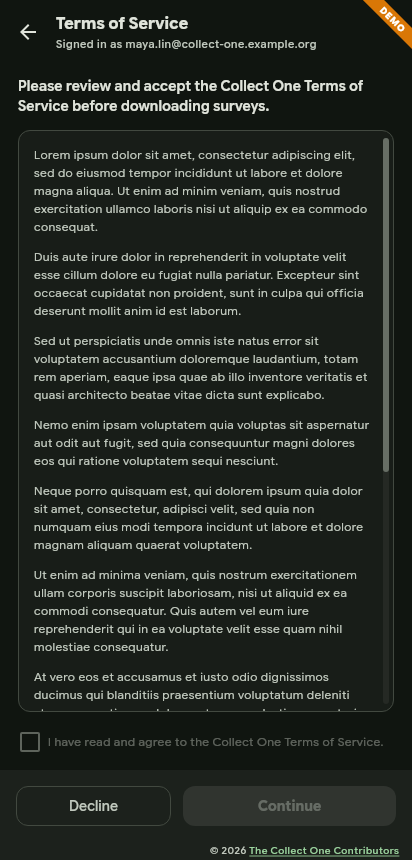 Terms of Service
Signed in as maya.lin@collect-one.example.org
DEMO
Please review and accept the Collect One Terms of
Service before downloading surveys.
Lorem ipsum dolor sit amet, consectetur adipiscing elit,
sed do eiusmod tempor incididunt ut labore et dolore
magna aliqua. Ut enim ad minim veniam, quis nostrud
exercitation ullamco laboris nisi ut aliquip ex ea commodo
consequat.
Duis aute irure dolor in reprehenderit in voluptate velit
esse cillum dolore eu fugiat nulla pariatur. Excepteur sint
occaecat cupidatat non proident, sunt in culpa qui officia
deserunt mollit anim id est laborum.
Sed ut perspiciatis unde omnis iste natus error sit
voluptatem accusantium doloremque laudantium, totam
rem aperiam, eaque ipsa quae ab illo inventore veritatis et
quasi architecto beatae vitae dicta sunt explicabo.
Nemo enim ipsam voluptatem quia voluptas sit aspernatur
aut odit aut fugit, sed quia consequuntur magni dolores
eos qui ratione voluptatem sequi nesciunt.
Neque porro quisquam est, qui dolorem ipsum quia dolor
sit amet, consectetur, adipisci velit, sed quia non
numquam eius modi tempora incidunt ut labore et dolore
magnam aliquam quaerat voluptatem.
Ut enim ad minima veniam, quis nostrum exercitationem
ullam corporis suscipit laboriosam, nisi ut aliquid ex ea
commodi consequatur. Quis autem vel eum iure
reprehenderit qui in ea voluptate velit esse quam nihil
molestiae consequatur.
At vero eos et accusamus et iusto odio dignissimos
ducimus qui blanditiis praesentium voluptatum deleniti
I have read and agree to the Collect One Terms of Service.
Decline
Continue
© 2026 The Collect One Contributors